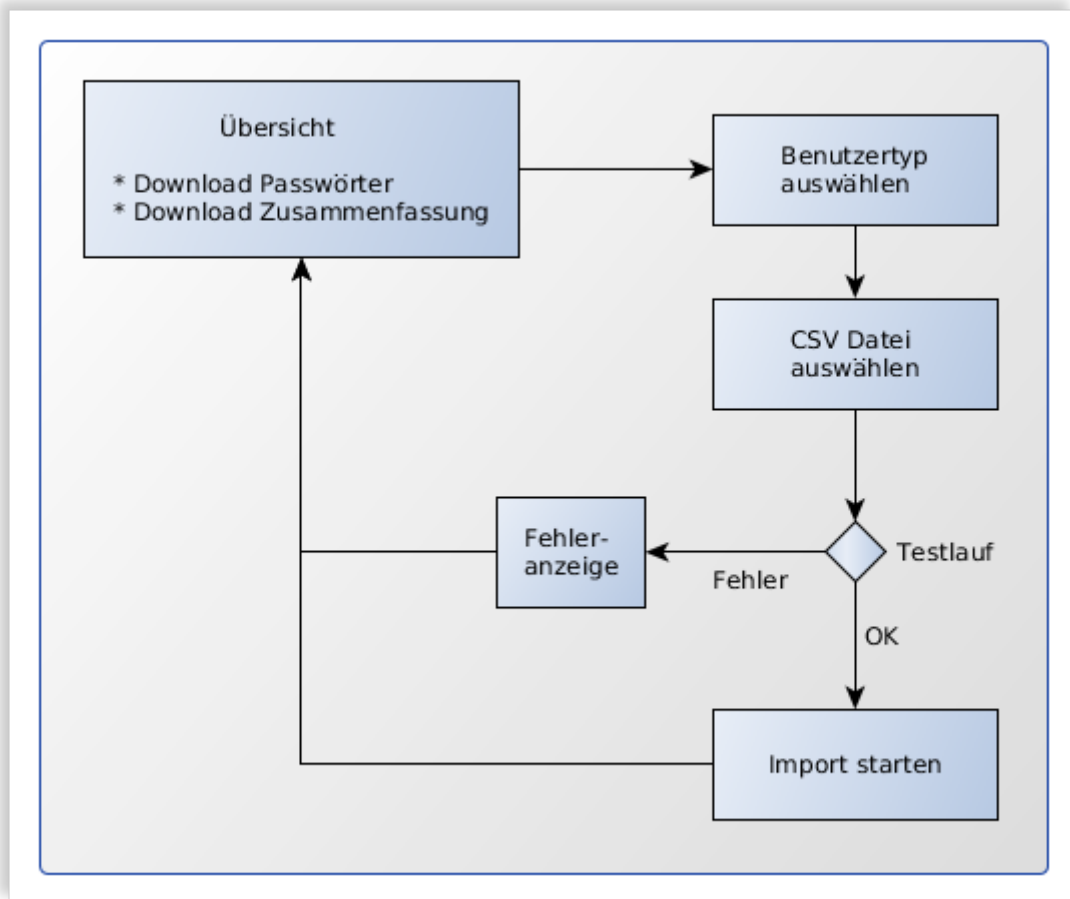 Übersicht
* Download Passwörter
* Download Zusammenfassung
Benutzertyp
auswählen
CSV Datei
auswählen
Testlauf
Fehler
Fehler-
anzeige
OK
Import starten